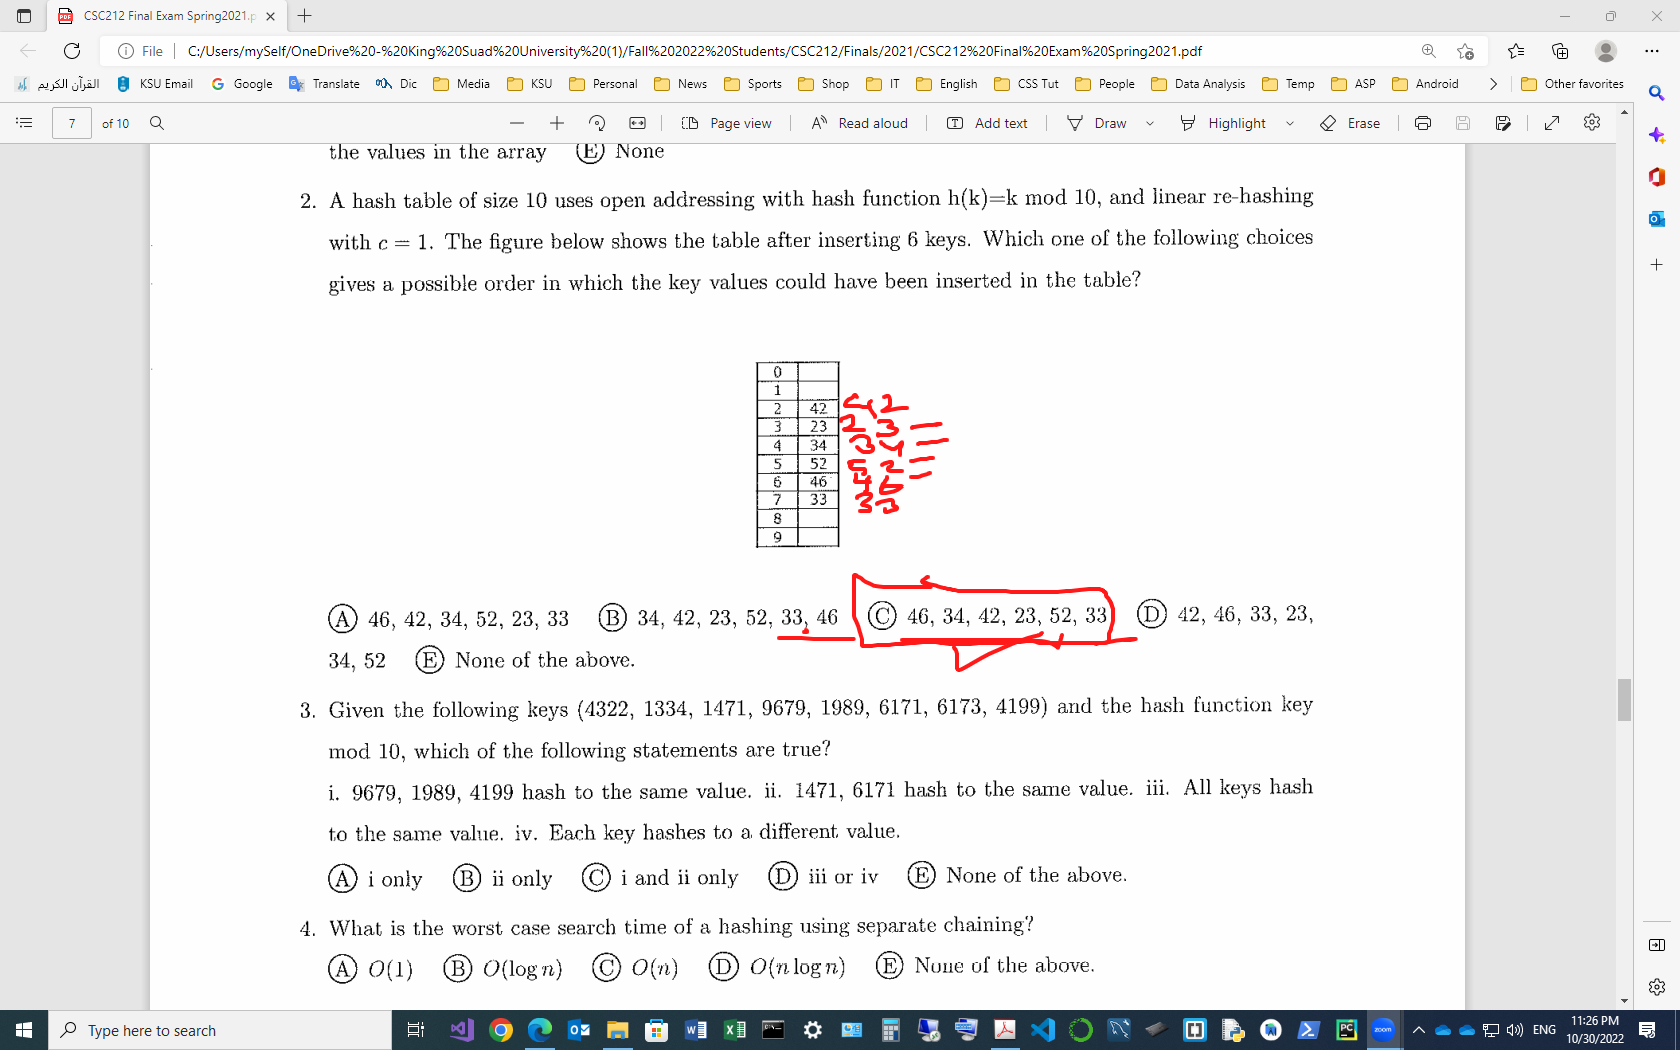 CSC212 Final Exam Spring2021.p
File
C:/Users/mySelf/OneDrive%20-%20King%20Suad%20University%20(1)/Fall%202022%20Students/CSC212/Finals/2021/CSC212%20Final%20Exam%20Spring2021.pdf
القرآن الكريم KSU Email Google Translate Dic Media KSU Personal News Sports Shop IT English CSS Tut People Data Analysis Temp ASP Android Other favorites
7 of 10 Page view Read aloud Add text Draw Highlight Erase
the values in the array (E) None
2. A hash table of size 10 uses open addressing with hash function h(k)=k mod 10, and linear re-hashing
with c = 1. The figure below shows the table after inserting 6 keys. Which one of the following choices
gives a possible order in which the key values could have been inserted in the table?
0
1
2 42 42
3 23 23
4 34 34
5 52 52
6 46 46
7 33 33
8
9
(A) 46, 42, 34, 52, 23, 33 (B) 34, 42, 23, 52, 33, 46 (C) 46, 34, 42, 23, 52, 33 (D) 42, 46, 33, 23,
34, 52 (E) None of the above.
3. Given the following keys (4322, 1334, 1471, 9679, 1989, 6171, 6173, 4199) and the hash function key
mod 10, which of the following statements are true?
i. 9679, 1989, 4199 hash to the same value. ii. 1471, 6171 hash to the same value. iii. All keys hash
to the same value. iv. Each key hashes to a different value.
(A) i only (B) ii only (C) i and ii only (D) iii or iv (E) None of the above.
4. What is the worst case search time of a hashing using separate chaining?
(A) O(1) (B) O(log n) (C) O(n) (D) O(n log n) (E) None of the above.
Type here to search
ENG
11:26 PM
10/30/2022